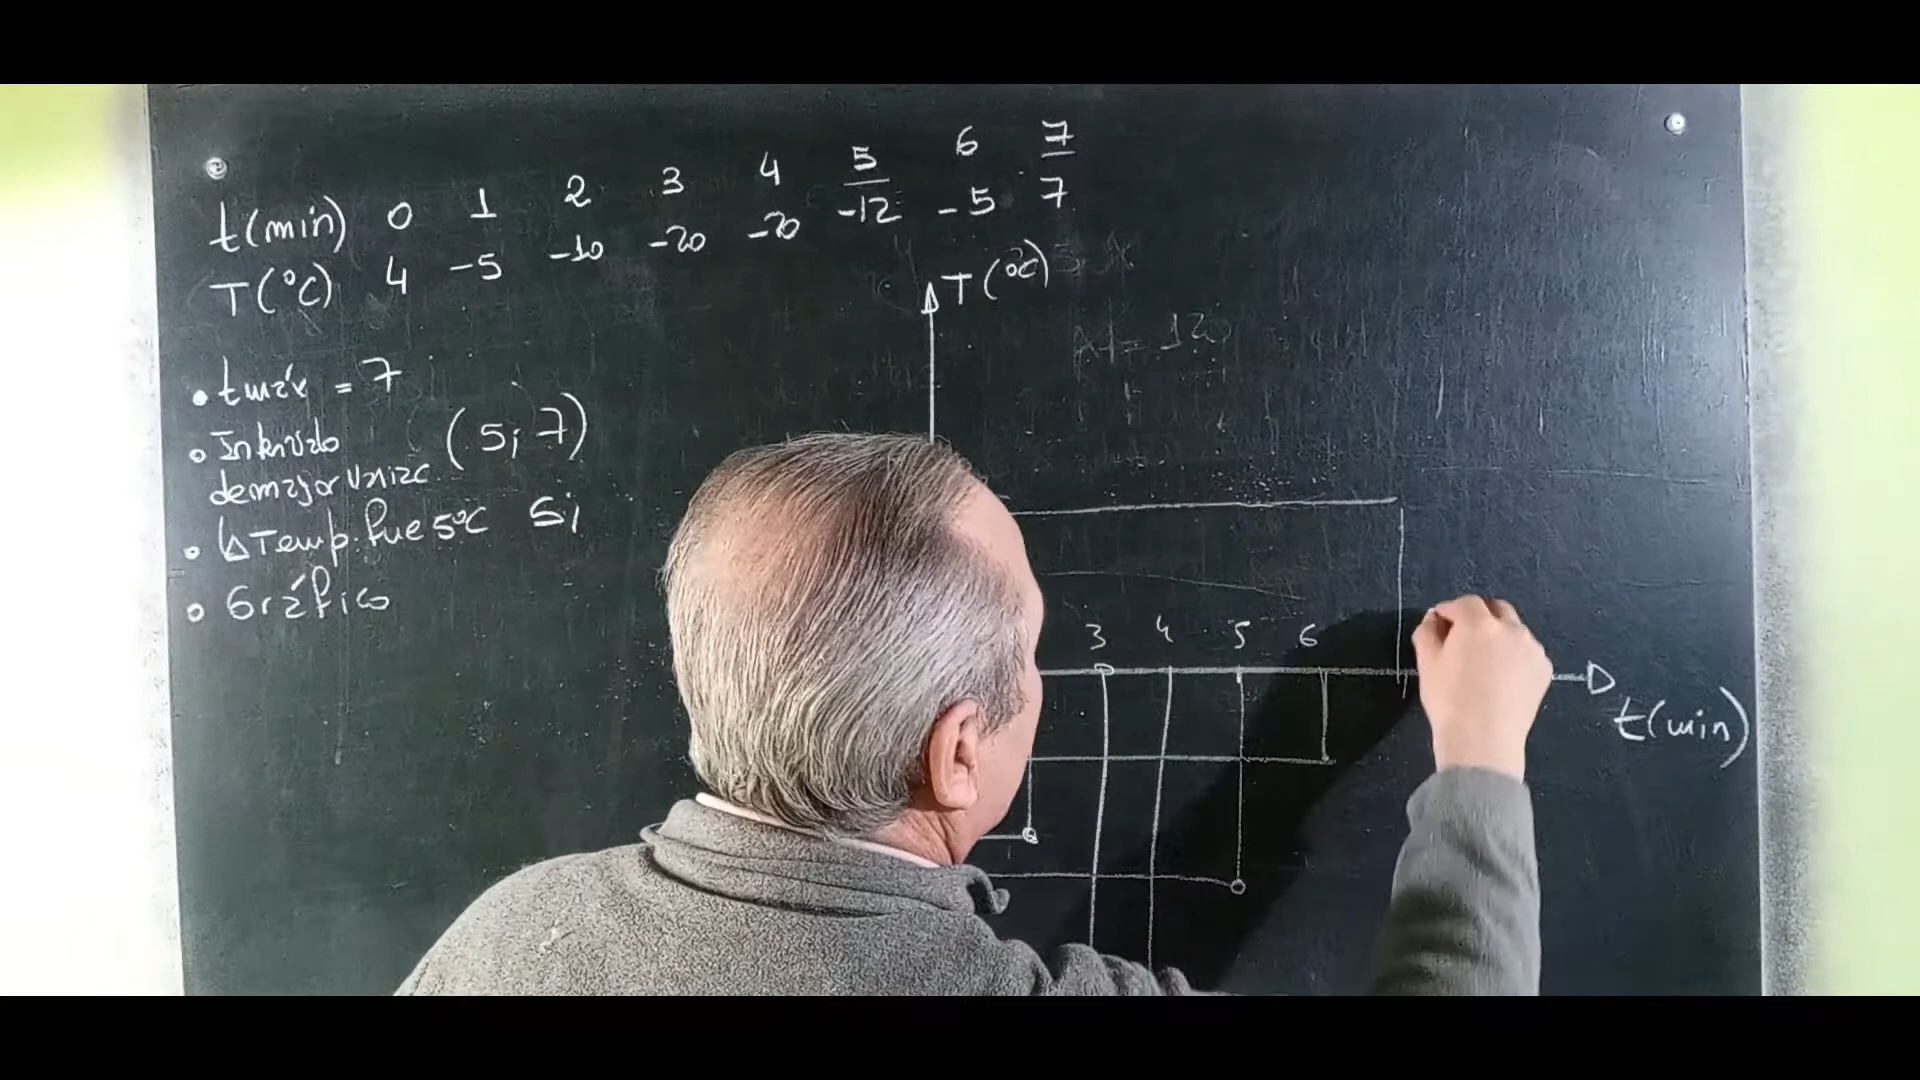 t(min) 0 1 2 3 4 5 6 7
T(°C) 4 -5 -10 -20 -20 -12 -5 7
• tmáx = 7
• Intervalo (5; 7)
de mayor variac.
• ΔTemp. fue 5°C Si
• Gráfico
T(°C)
3 4 5 6
t(min)